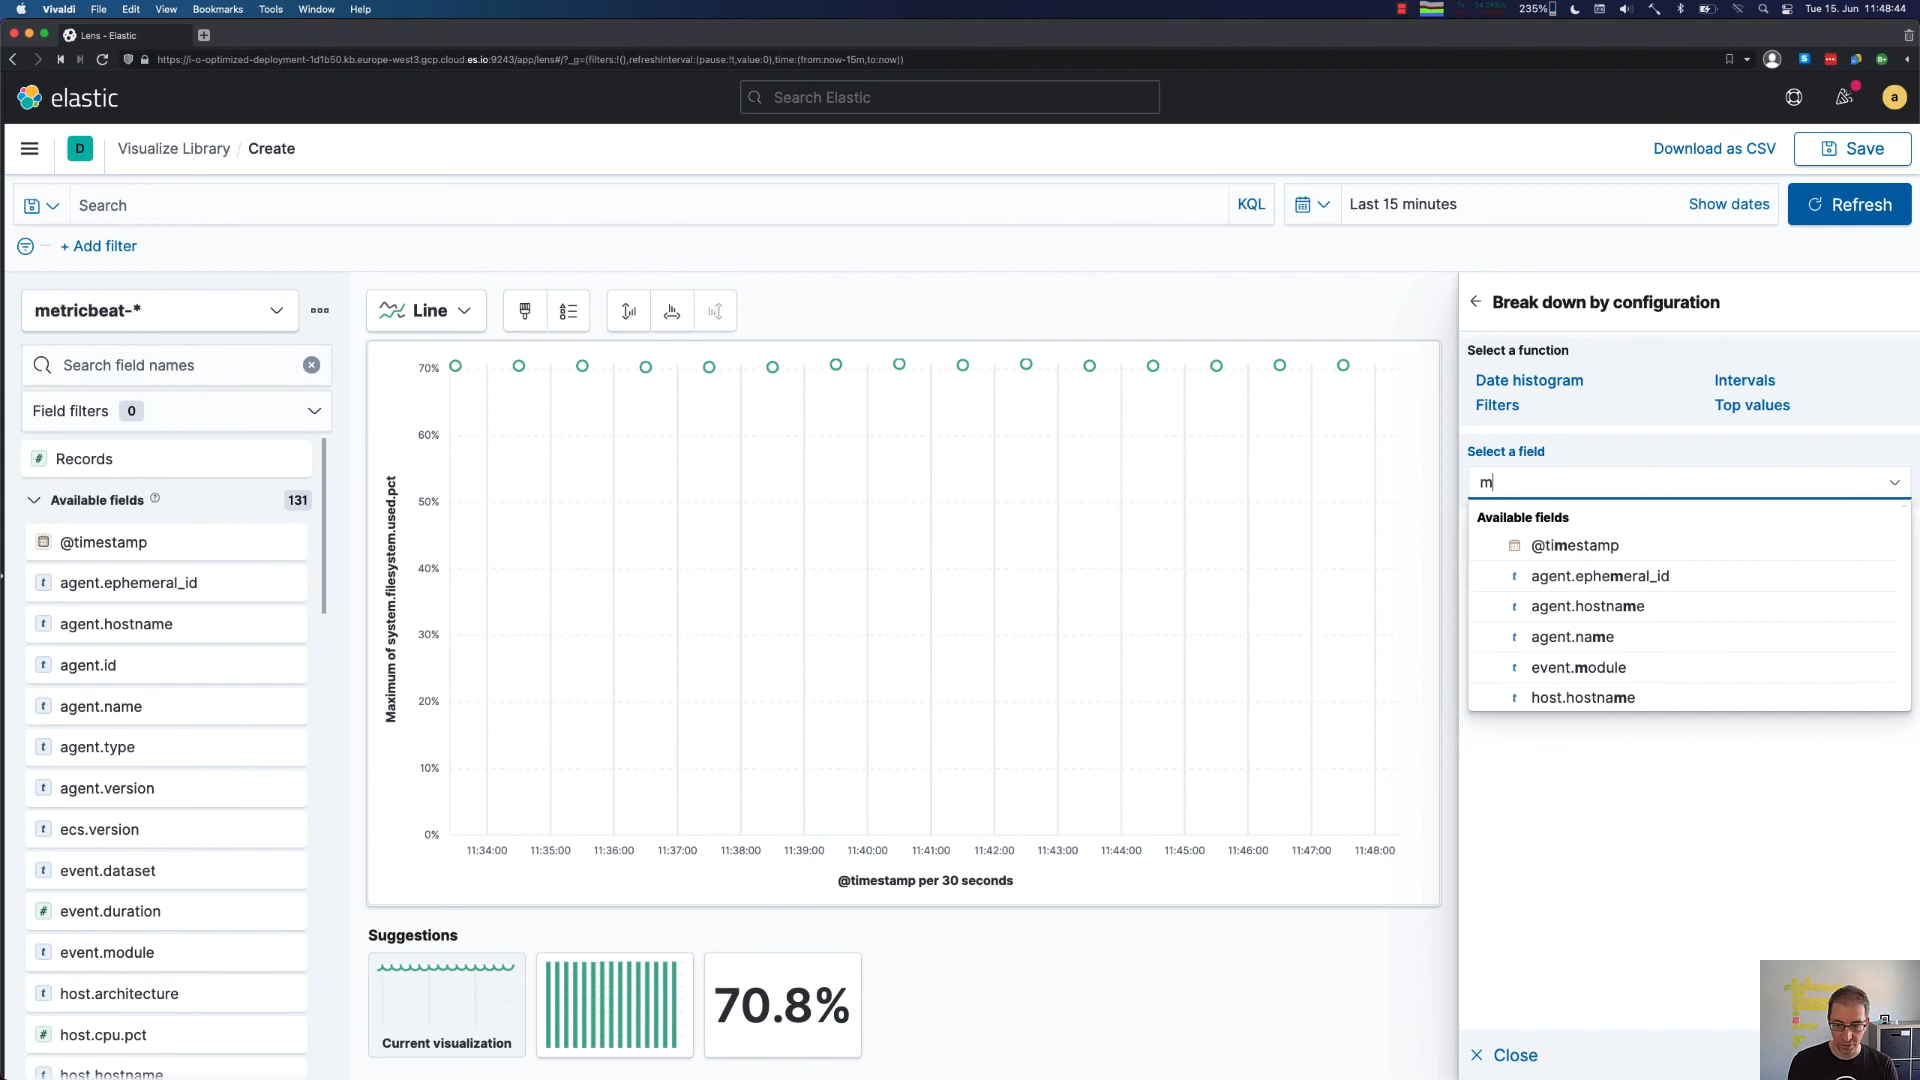 Vivaldi File Edit View Bookmarks Tools Window Help
235% Tue 15. Jun 11:48:44
Lens - Elastic
https://i-o-optimized-deployment-1d1b50.kb.europe-west3.gcp.cloud.es.io:9243/app/lens#/?_g=(filters:!(),refreshInterval:(pause:!t,value:0),time:(from:now-15m,to:now))
elastic
Search Elastic
a
D
Visualize Library / Create
Download as CSV
Save
Search
KQL
Last 15 minutes
Show dates
Refresh
+ Add filter
metricbeat-*
Search field names
Field filters 0
# Records
Available fields 131
@timestamp
t agent.ephemeral_id
t agent.hostname
t agent.id
t agent.name
t agent.type
t agent.version
t ecs.version
t event.dataset
# event.duration
t event.module
t host.architecture
# host.cpu.pct
host.hostname
Line
70%
60%
50%
40%
30%
20%
10%
0%
Maximum of system.filesystem.used.pct
11:34:00 11:35:00 11:36:00 11:37:00 11:38:00 11:39:00 11:40:00 11:41:00 11:42:00 11:43:00 11:44:00 11:45:00 11:46:00 11:47:00 11:48:00
@timestamp per 30 seconds
Suggestions
Current visualization
70.8%
Break down by configuration
Select a function
Date histogram Intervals
Filters Top values
Select a field
m
Available fields
@timestamp
t agent.ephemeral_id
t agent.hostname
t agent.name
t event.module
t host.hostname
Close